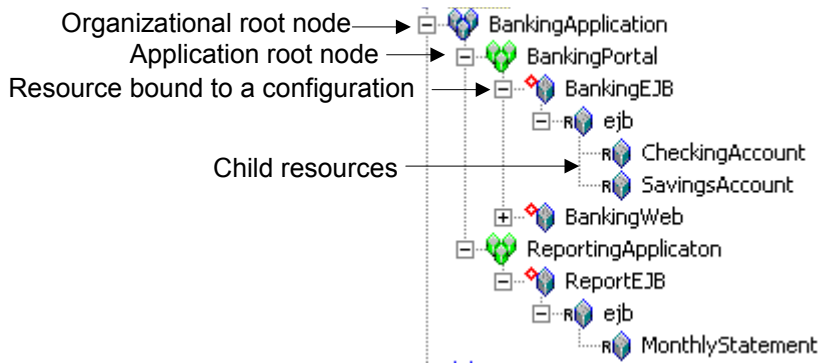 Organizational root node BankingApplication
Application root node BankingPortal
Resource bound to a configuration BankingEJB
R ejb
R CheckingAccount
Child resources
R SavingsAccount
BankingWeb
ReportingApplicaton
ReportEJB
R ejb
R MonthlyStatement